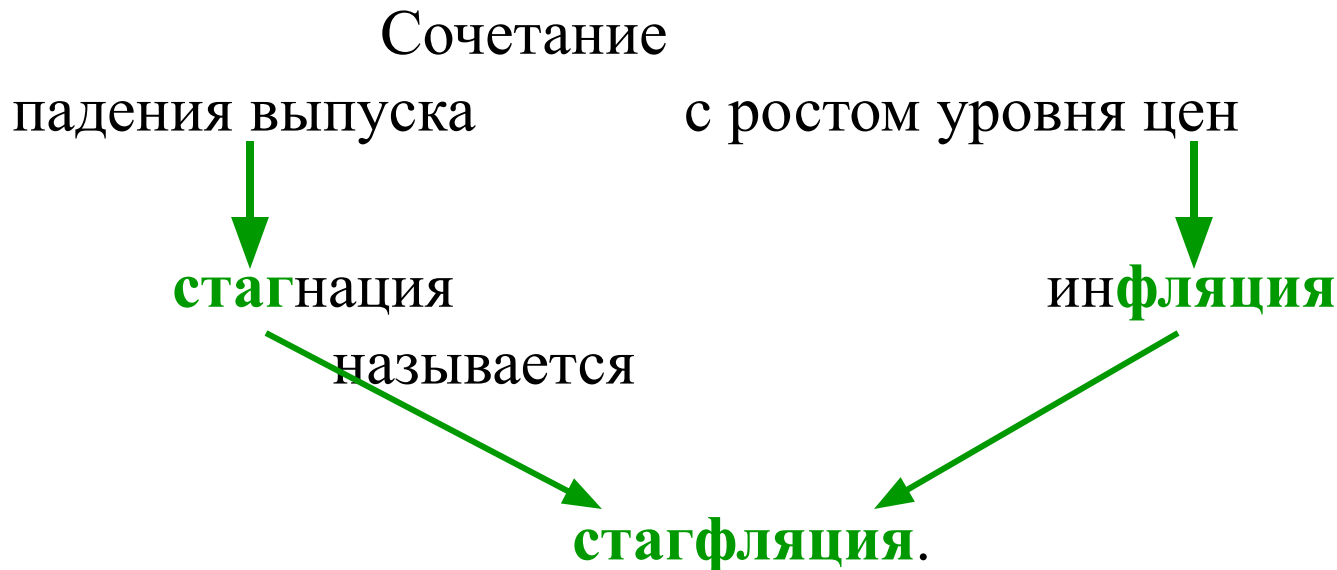 Сочетание
падения выпуска с ростом уровня цен
стагнация инфляция
называется
стагфляция.